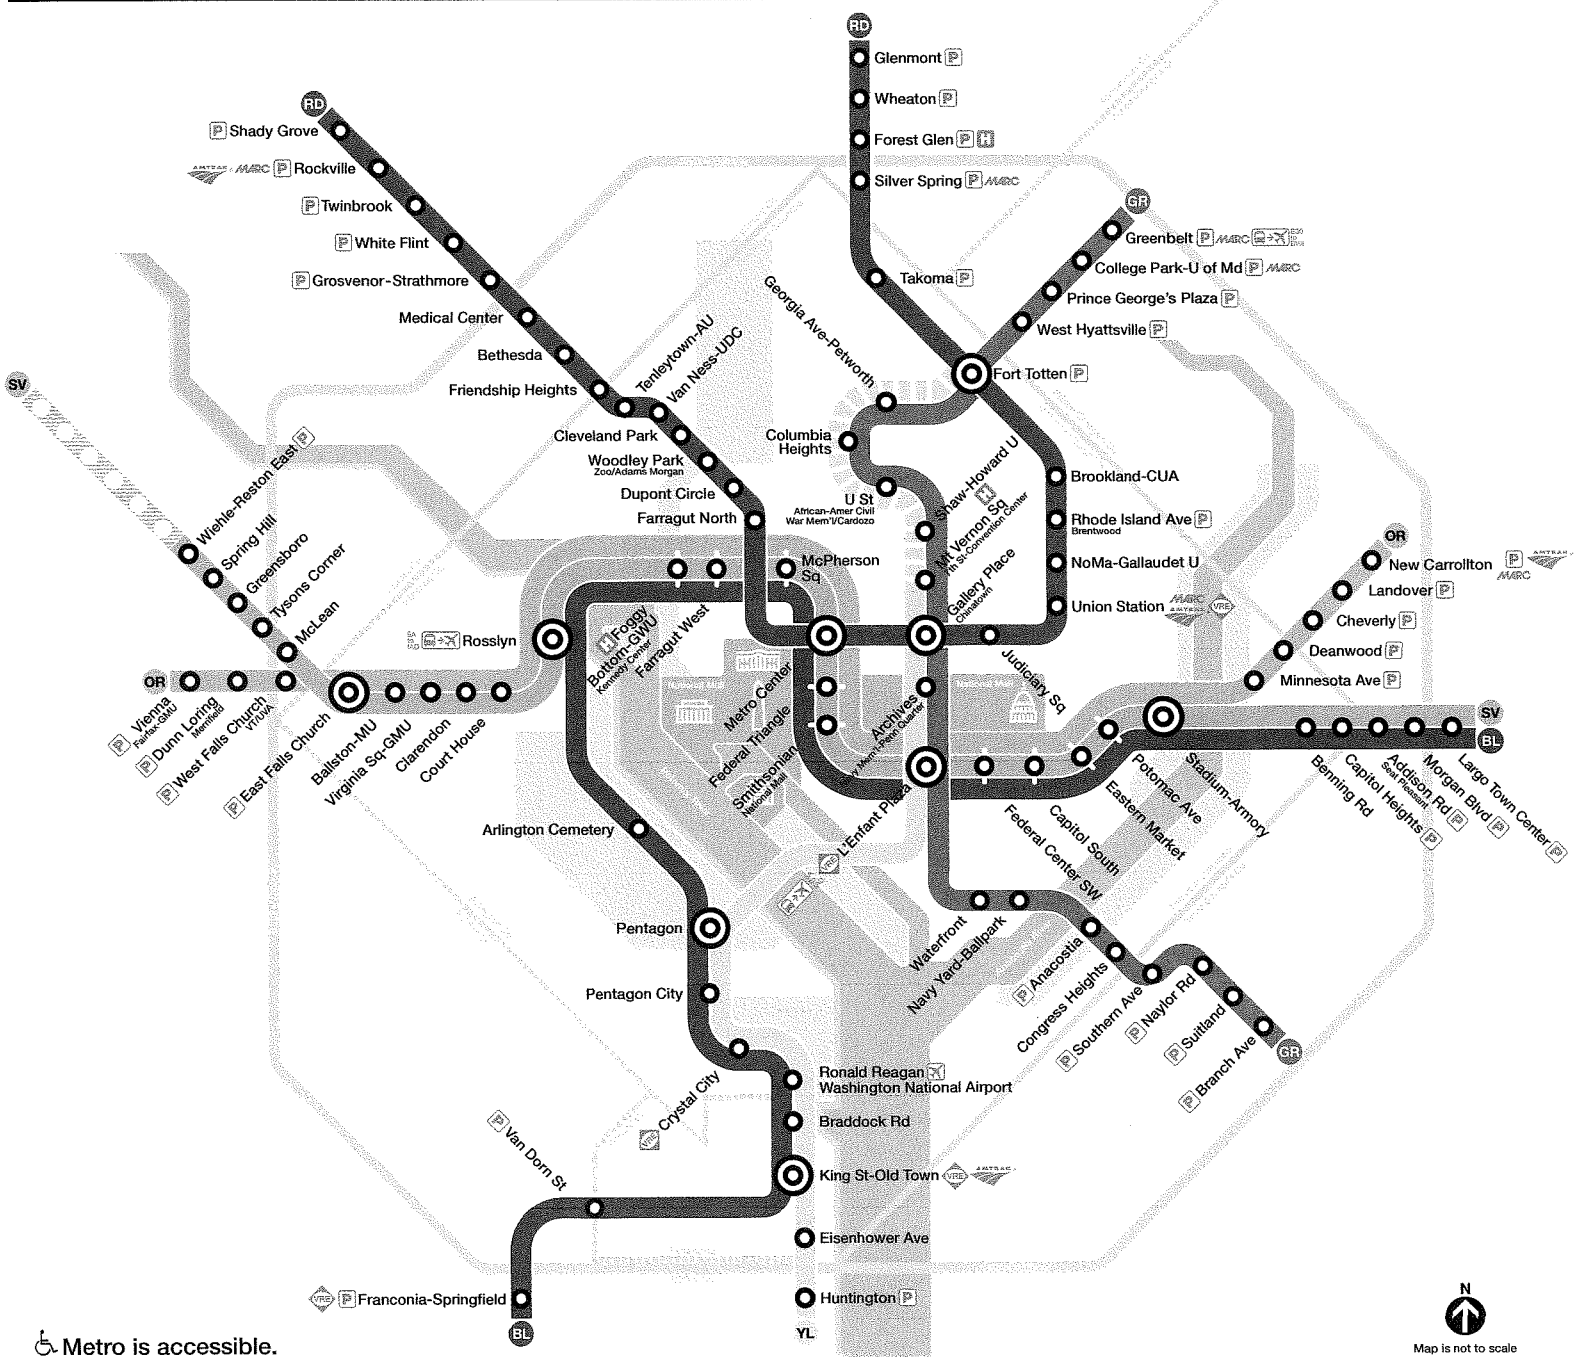 RD
Glenmont P
Wheaton P
Forest Glen P H
Silver Spring P MARC
Takoma P
RD
P Shady Grove
AMTRAK MARC P Rockville
P Twinbrook
P White Flint
P Grosvenor-Strathmore
Medical Center
Bethesda
Friendship Heights
Tenleytown-AU
Van Ness-UDC
Cleveland Park
Woodley Park
Zoo/Adams Morgan
Dupont Circle
Farragut North
GR
Greenbelt P MARC
College Park-U of Md P MARC
Prince George's Plaza P
West Hyattsville P
Fort Totten P
Georgia Ave-Petworth
Columbia
Heights
U St
African-Amer Civil
War Mem'l/Cardozo
Shaw-Howard U
H
Mt Vernon Sq
7th St-Convention Center
Gallery Place
Chinatown
Brookland-CUA
Rhode Island Ave P
Brentwood
NoMa-Gallaudet U
Union Station
MARC
AMTRAK
VRE
Judiciary Sq
SV
Wiehle-Reston East P
Spring Hill
Greensboro
Tysons Corner
McLean
OR
P Vienna
Fairfax-GMU
P Dunn Loring
Merrifield
P West Falls Church
VT/UVA
P East Falls Church
Ballston-MU
Virginia Sq-GMU
Clarendon
Court House
Rosslyn
H Foggy
Bottom-GWU
Kennedy Center
Farragut West
McPherson
Sq
Metro Center
Federal Triangle
Smithsonian
National Mall
Archives
VRE L'Enfant Plaza
Federal Center SW
Capitol South
Eastern Market
Potomac Ave
Stadium-Armory
OR
New Carrollton P AMTRAK
MARC
Landover P
Cheverly P
Deanwood P
Minnesota Ave P
SV
BL
Benning Rd
Capitol Heights P
Addison Rd P
Seat Pleasant
Morgan Blvd P
Largo Town Center P
Arlington Cemetery
Pentagon
Pentagon City
VRE Crystal City
Ronald Reagan
Washington National Airport
Braddock Rd
King St-Old Town VRE AMTRAK
Eisenhower Ave
Huntington P
YL
P Van Dorn St
VRE P Franconia-Springfield
BL
Waterfront
Navy Yard-Ballpark
P Anacostia
Congress Heights
P Southern Ave
P Naylor Rd
P Suitland
P Branch Ave
GR
Metro is accessible.
N
Map is not to scale